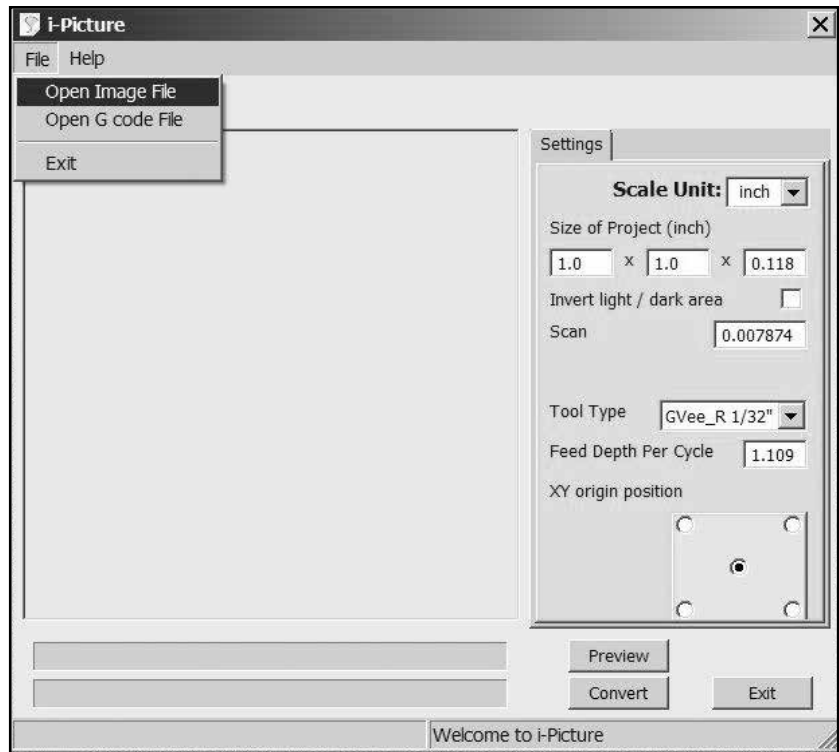 i-Picture
File Help
Open Image File
Open G code File
Exit
Settings
Scale Unit: inch
Size of Project (inch)
1.0 x 1.0 x 0.118
Invert light / dark area
Scan 0.007874
Tool Type GVee_R 1/32"
Feed Depth Per Cycle 1.109
XY origin position
Preview
Convert Exit
Welcome to i-Picture